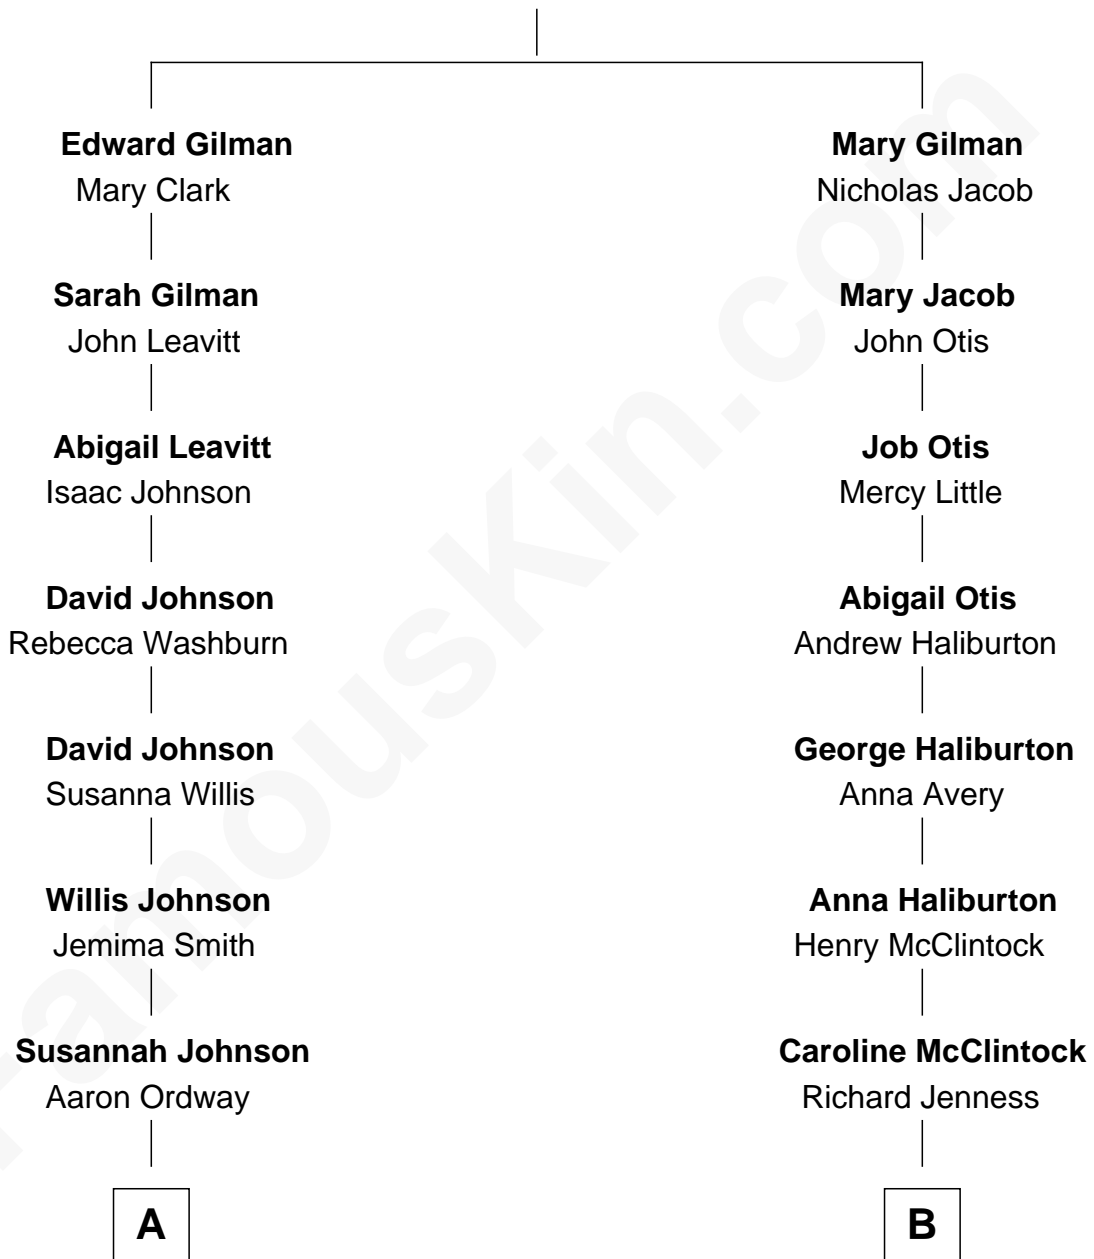 Edward Gilman
Mary Clark
Sarah Gilman
John Leavitt
Abigail Leavitt
Isaac Johnson
David Johnson
Rebecca Washburn
David Johnson
Susanna Willis
Willis Johnson
Jemima Smith
Susannah Johnson
Aaron Ordway
A
Mary Gilman
Nicholas Jacob
Mary Jacob
John Otis
Job Otis
Mercy Little
Abigail Otis
Andrew Haliburton
George Haliburton
Anna Avery
Anna Haliburton
Henry McClintock
Caroline McClintock
Richard Jenness
B
FamousKin.com